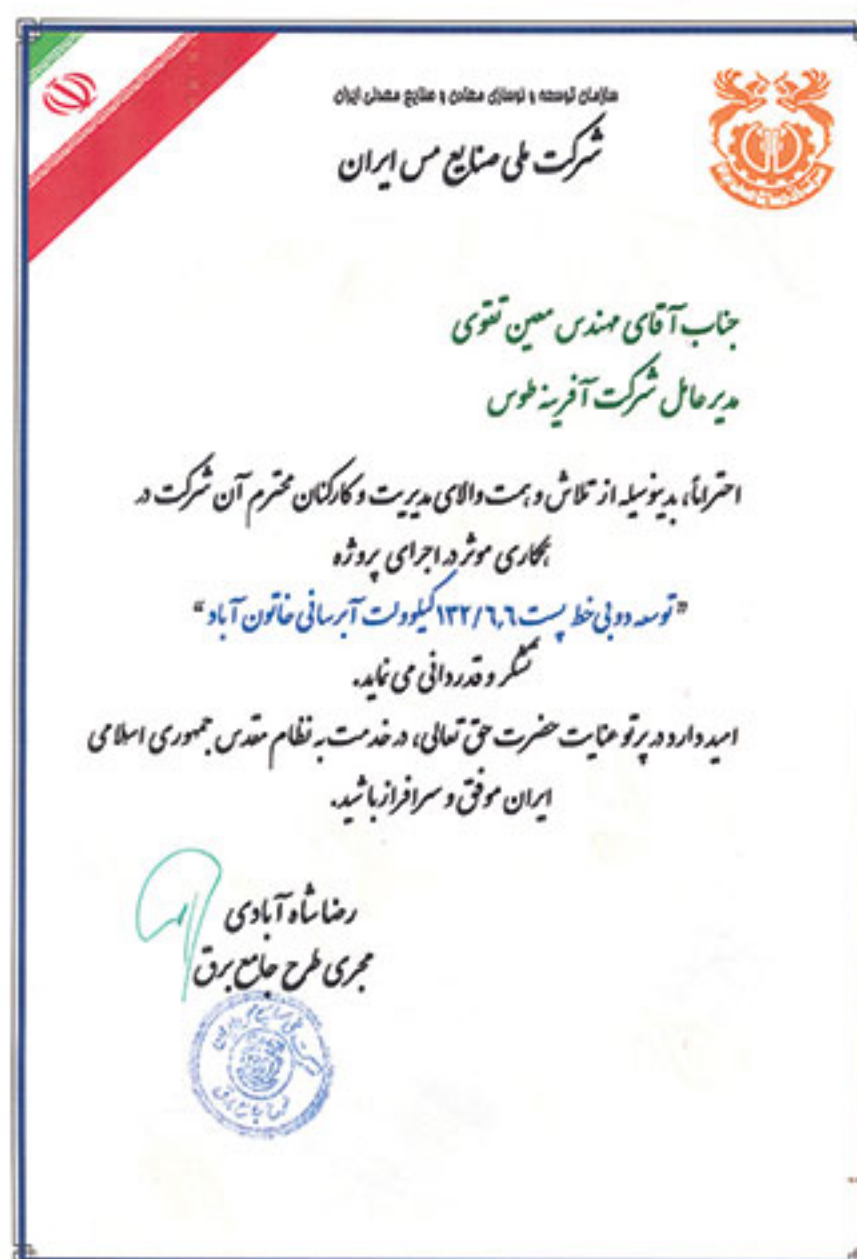 سازمان توسعه و نوسازی معادن و صنایع معدنی ایران
شرکت ملی صنایع مس ایران
جناب آقای مهندس معین تقوی
مدیر عامل شرکت آفرینه طوس
احتراماً، بدینوسیله از تلاش و همت والای مدیریت و کارکنان محترم آن شرکت در
همکاری موثر در اجرای پروژه
"توسعه دو بی خط پست ۱۳۲/۶٫۶ کیلوولت آبرسانی خاتون آباد"
تشکر و قدردانی می نماید.
امید دارد در پرتو عنایت حضرت حق تعالی، در خدمت به نظام مقدس جمهوری اسلامی
ایران موفق و سرافراز باشید.
رضا شاه آبادی
مجری طرح جامع برق